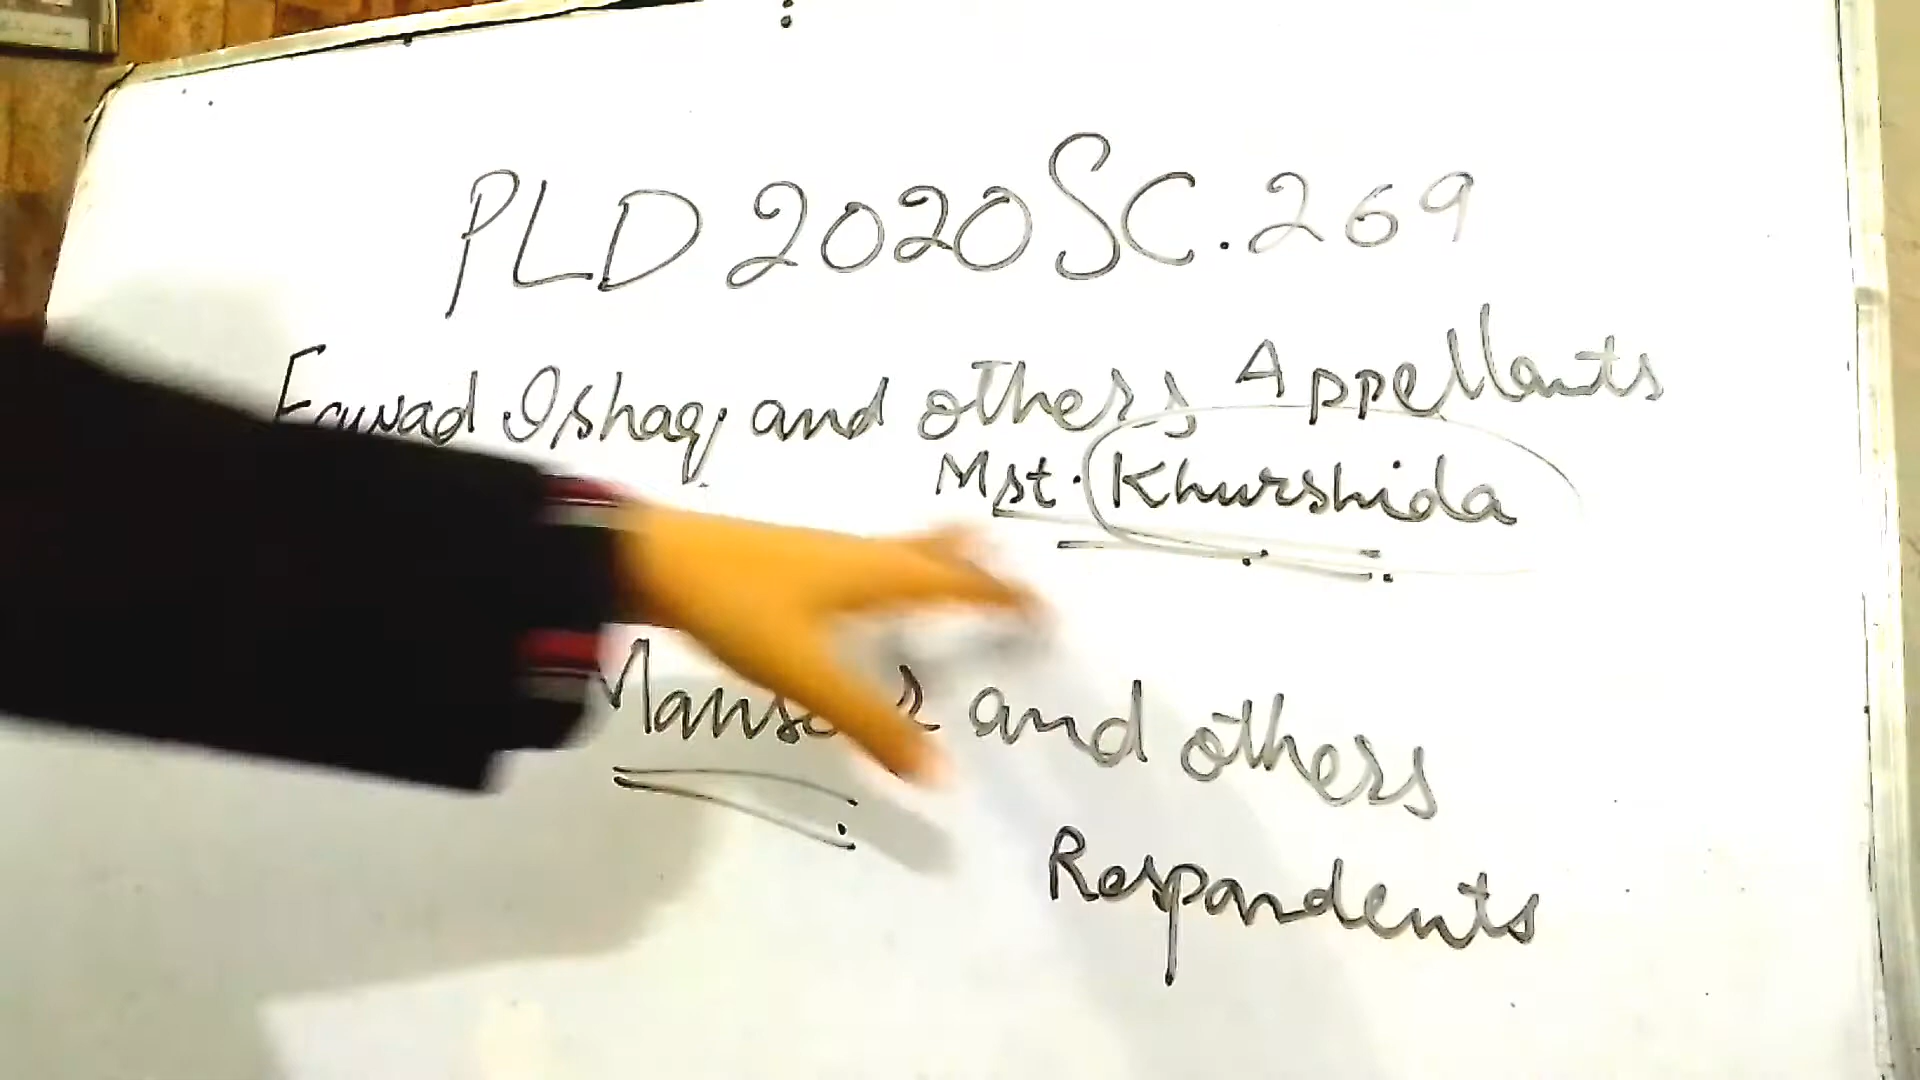 PLD 2020 SC. 269
Fawad Ishaq and others Appellants
Mst. Khurshida
and others
Respondents